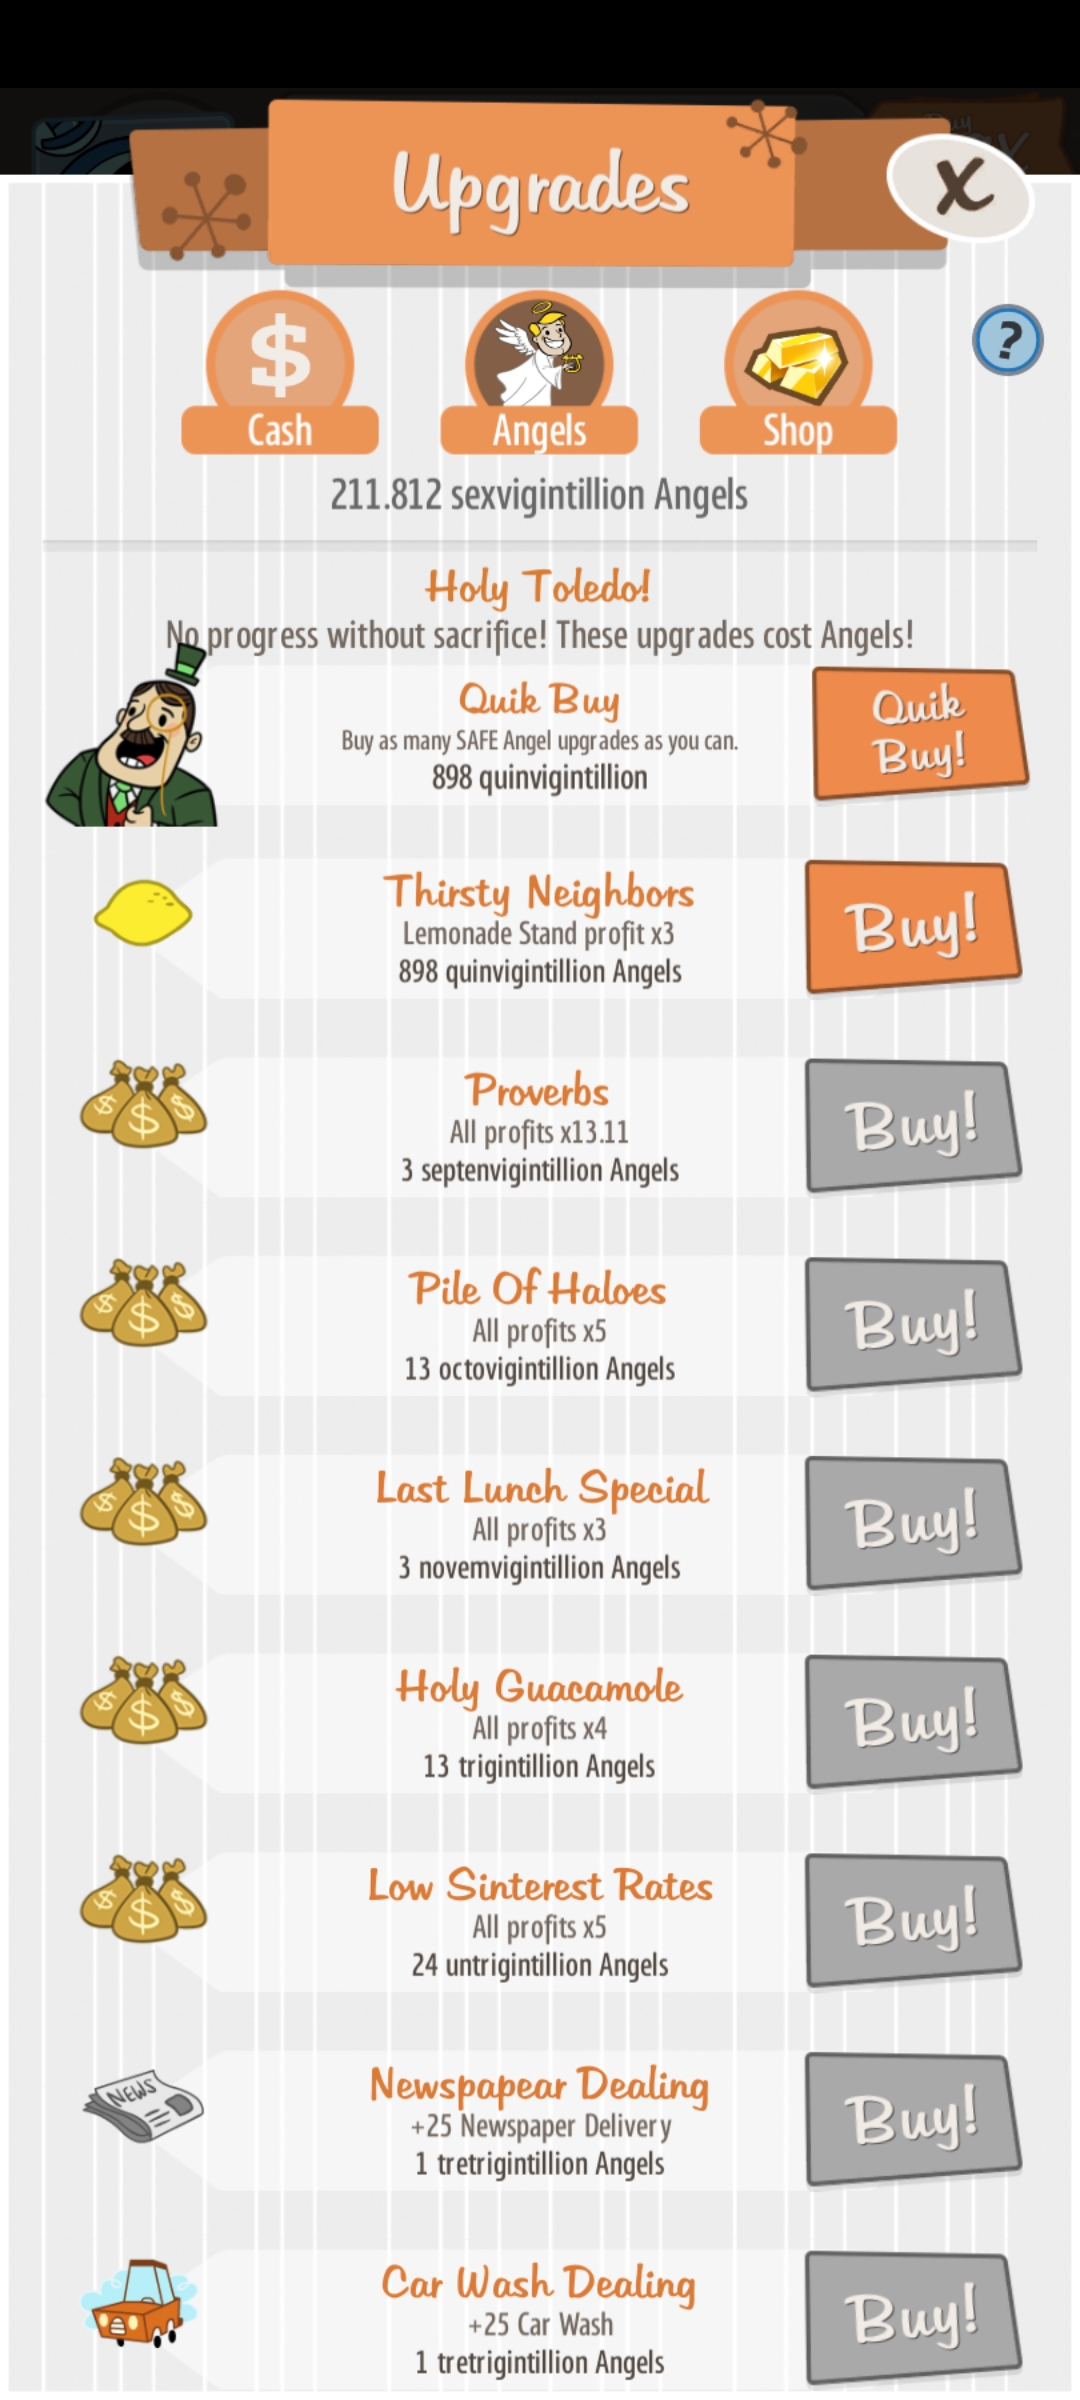 Upgrades
X
$
?
Cash
Angels
Shop
211.812 sexvigintillion Angels
Holy Toledo!
No progress without sacrifice! These upgrades cost Angels!
Quik Buy
Buy as many SAFE Angel upgrades as you can.
898 quinvigintillion
Quik
Buy!
Thirsty Neighbors
Lemonade Stand profit x3
898 quinvigintillion Angels
Buy!
$ $ $
Proverbs
All profits x13.11
3 septenvigintillion Angels
Buy!
$ $ $
Pile Of Haloes
All profits x5
13 octovigintillion Angels
Buy!
$ $ $
Last Lunch Special
All profits x3
3 novemvigintillion Angels
Buy!
$ $ $
Holy Guacamole
All profits x4
13 trigintillion Angels
Buy!
$ $ $
Low Sinterest Rates
All profits x5
24 untrigintillion Angels
Buy!
NEWS
Newspapear Dealing
+25 Newspaper Delivery
1 tretrigintillion Angels
Buy!
Car Wash Dealing
+25 Car Wash
1 tretrigintillion Angels
Buy!